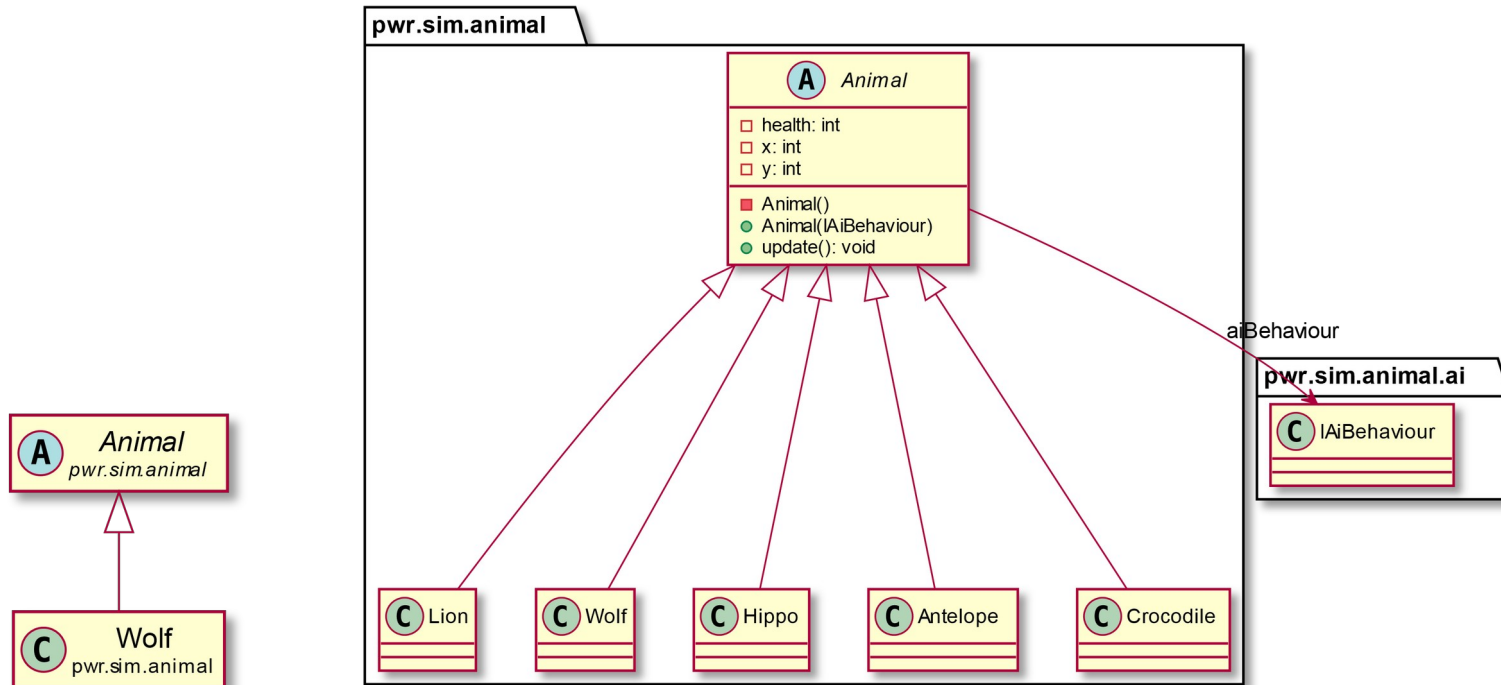 pwr.sim.animal
A Animal
health: int
x: int
y: int
Animal()
Animal(IAiBehaviour)
update(): void
aiBehaviour
pwr.sim.animal.ai
C IAiBehaviour
A Animal
pwr.sim.animal
C Lion
C Wolf
C Hippo
C Antelope
C Crocodile
C Wolf
pwr.sim.animal